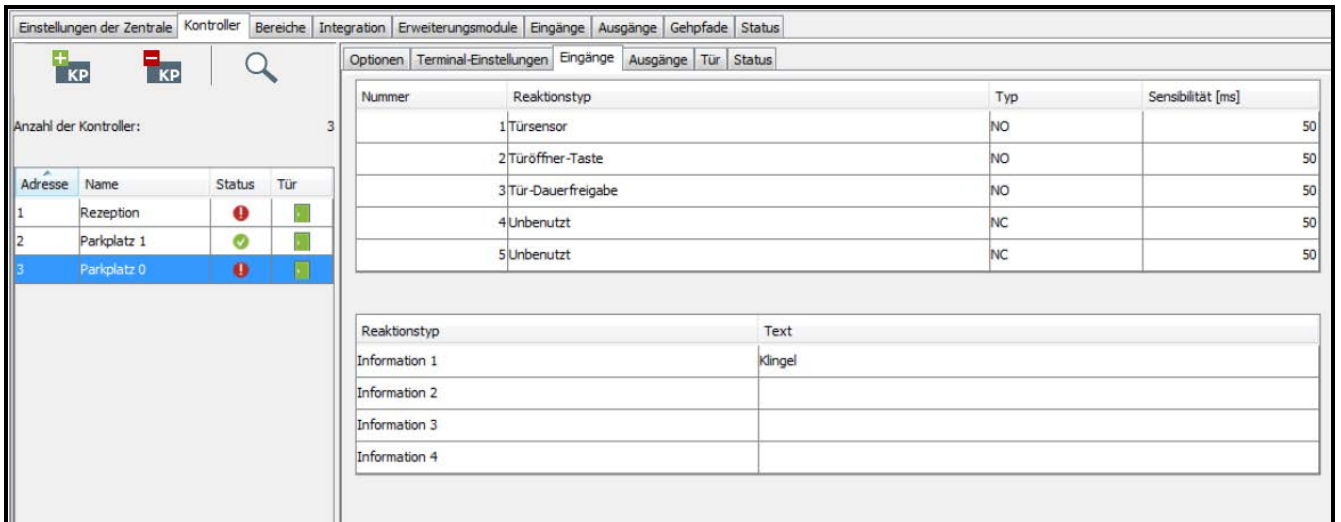 Einstellungen der Zentrale Kontroller Bereiche Integration Erweiterungsmodule Eingänge Ausgänge Gehpfade Status
KP KP
Anzahl der Kontroller: 3
Adresse Name Status Tür
1 Rezeption
2 Parkplatz 1
3 Parkplatz 0
Optionen Terminal-Einstellungen Eingänge Ausgänge Tür Status
Nummer Reaktionstyp Typ Sensibilität [ms]
1 Türsensor NO 50
2 Türöffner-Taste NO 50
3 Tür-Dauerfreigabe NO 50
4 Unbenutzt NC 50
5 Unbenutzt NC 50
Reaktionstyp Text
Information 1 Klingel
Information 2
Information 3
Information 4